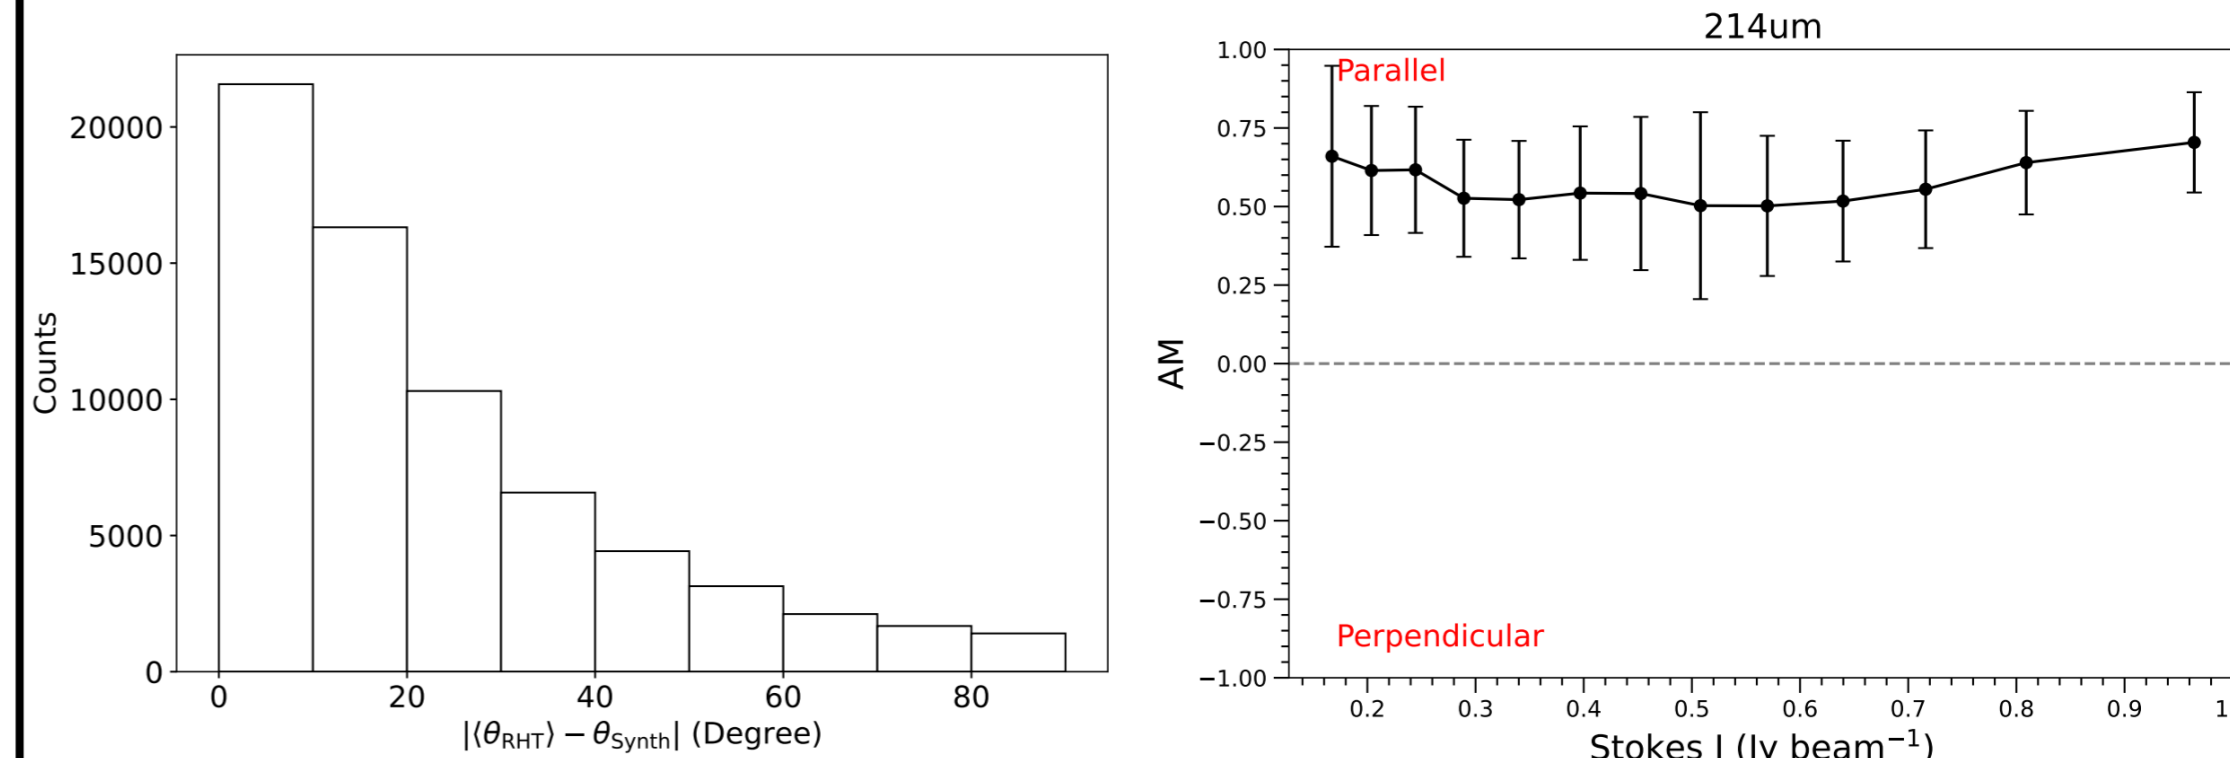 20000
15000
10000
5000
0
Counts
0 20 40 60 80
|⟨θRHT⟩ − θSynth| (Degree)
214um
1.00
0.75
0.50
0.25
0.00
−0.25
−0.50
−0.75
−1.00
AM
Parallel
Perpendicular
0.2 0.3 0.4 0.5 0.6 0.7 0.8 0.9 1
Stokes I (Jy beam⁻¹)